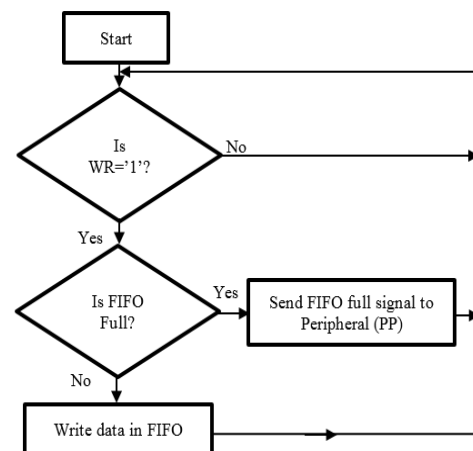 Start
Is
WR=’1’?
No
Yes
Is FIFO
Full?
Yes
Send FIFO full signal to
Peripheral (PP)
No
Write data in FIFO